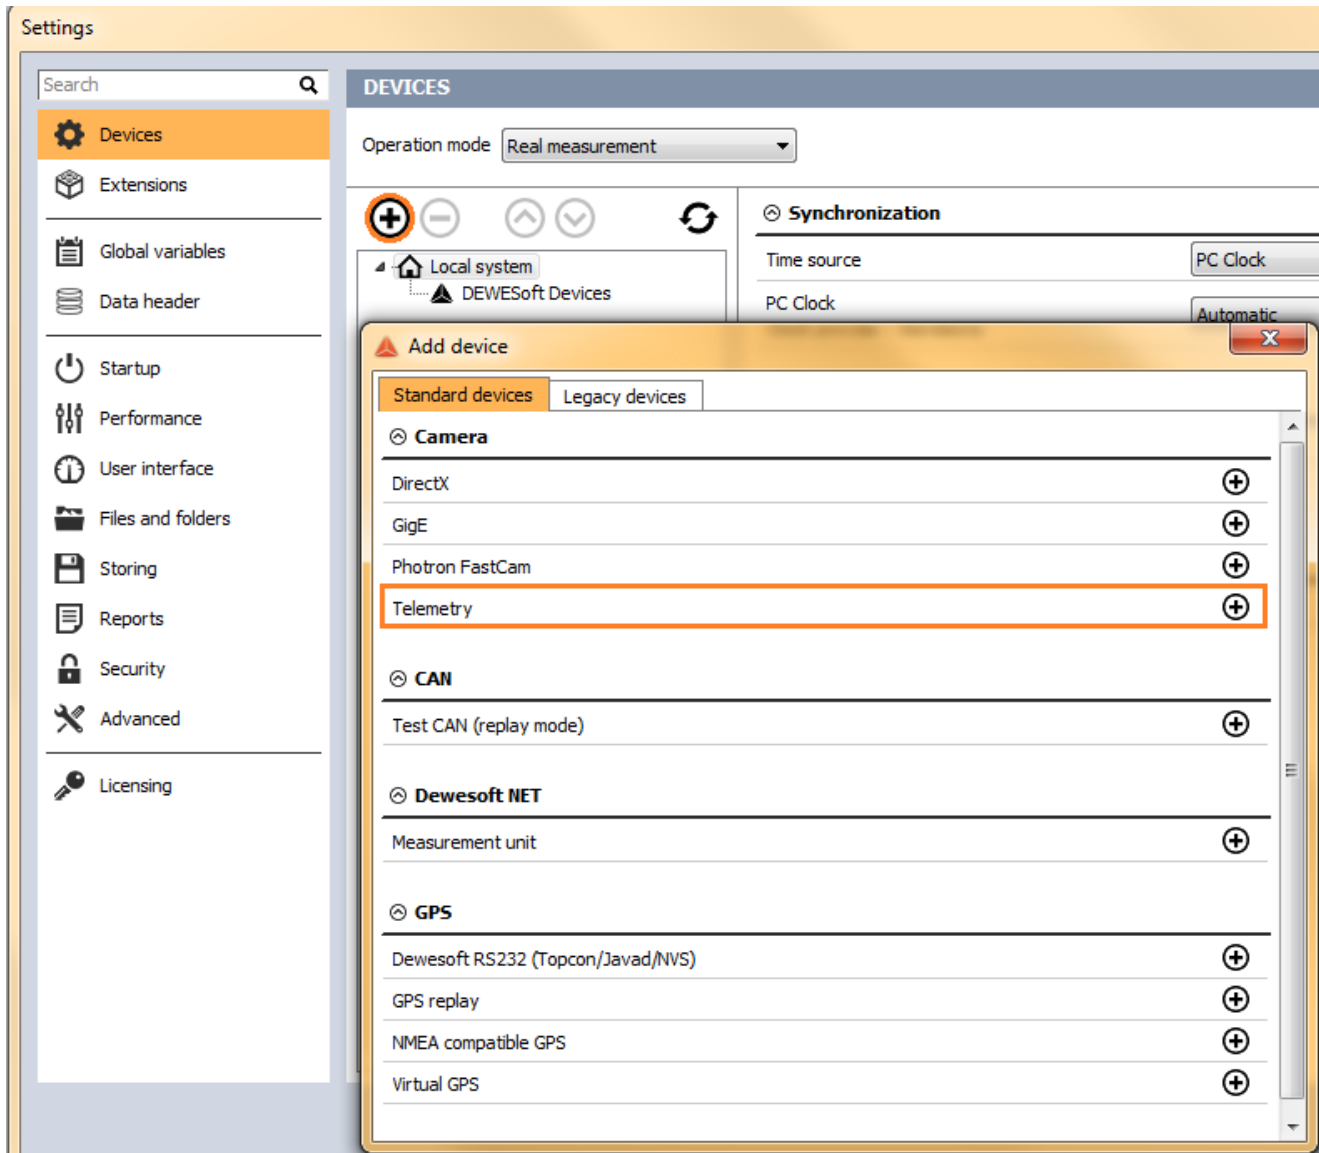 Settings
Search
Devices
Extensions
Global variables
Data header
Startup
Performance
User interface
Files and folders
Storing
Reports
Security
Advanced
Licensing
DEVICES
Operation mode Real measurement
Local system
DEWESoft Devices
Synchronization
Time source PC Clock
PC Clock Automatic
Add device
Standard devices Legacy devices
Camera
DirectX
GigE
Photron FastCam
Telemetry
CAN
Test CAN (replay mode)
Dewesoft NET
Measurement unit
GPS
Dewesoft RS232 (Topcon/Javad/NVS)
GPS replay
NMEA compatible GPS
Virtual GPS